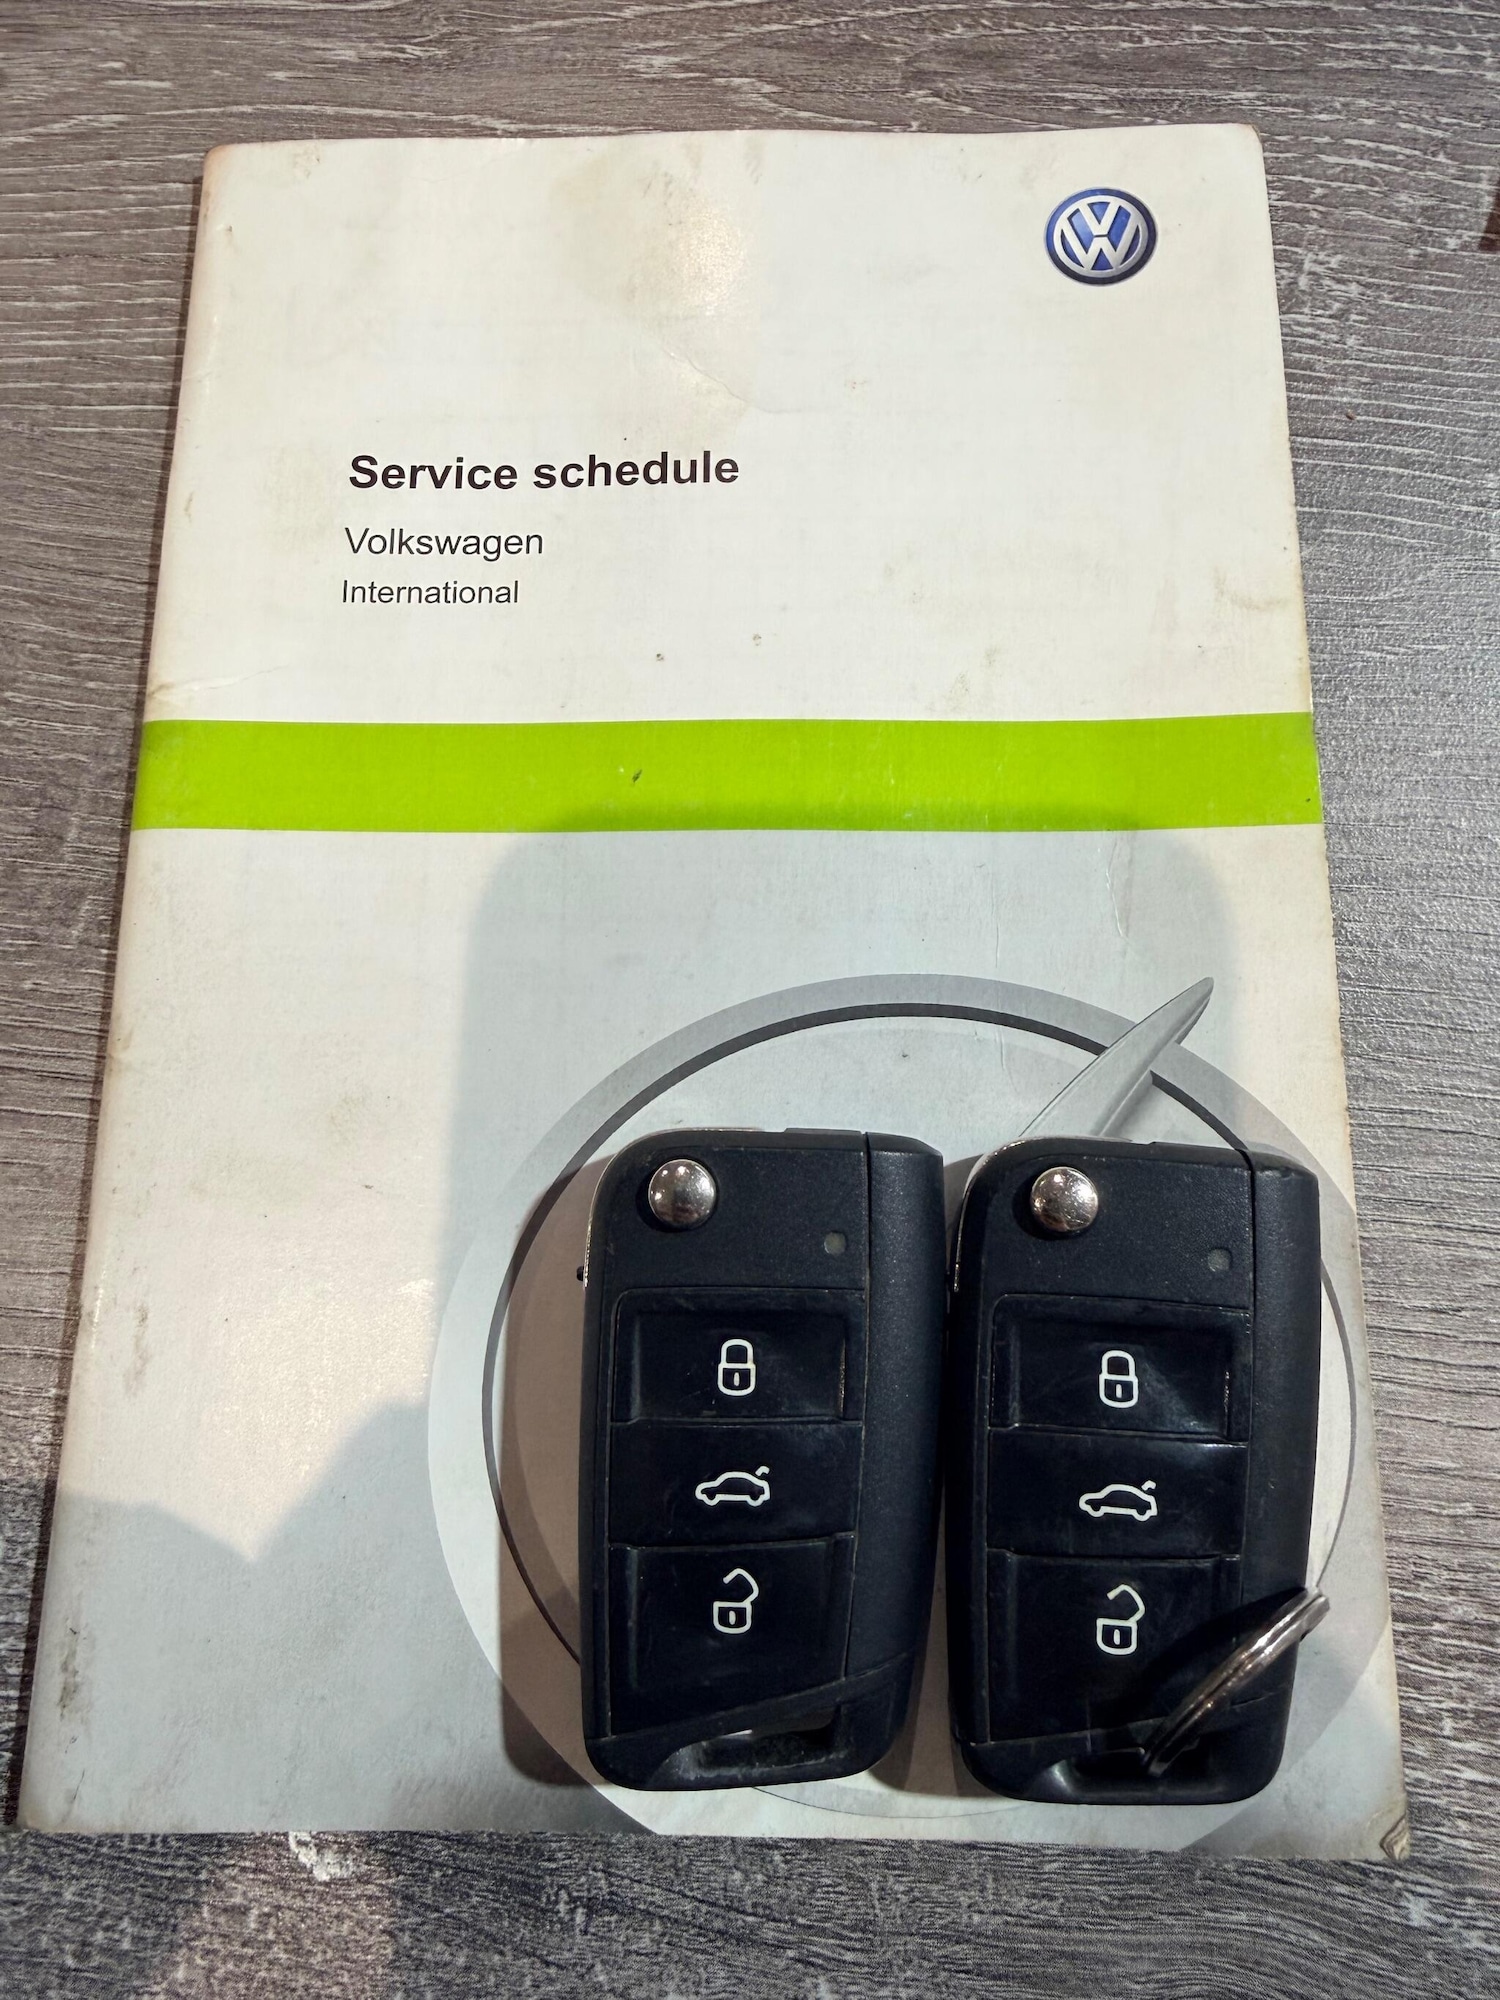 Service schedule
Volkswagen
International